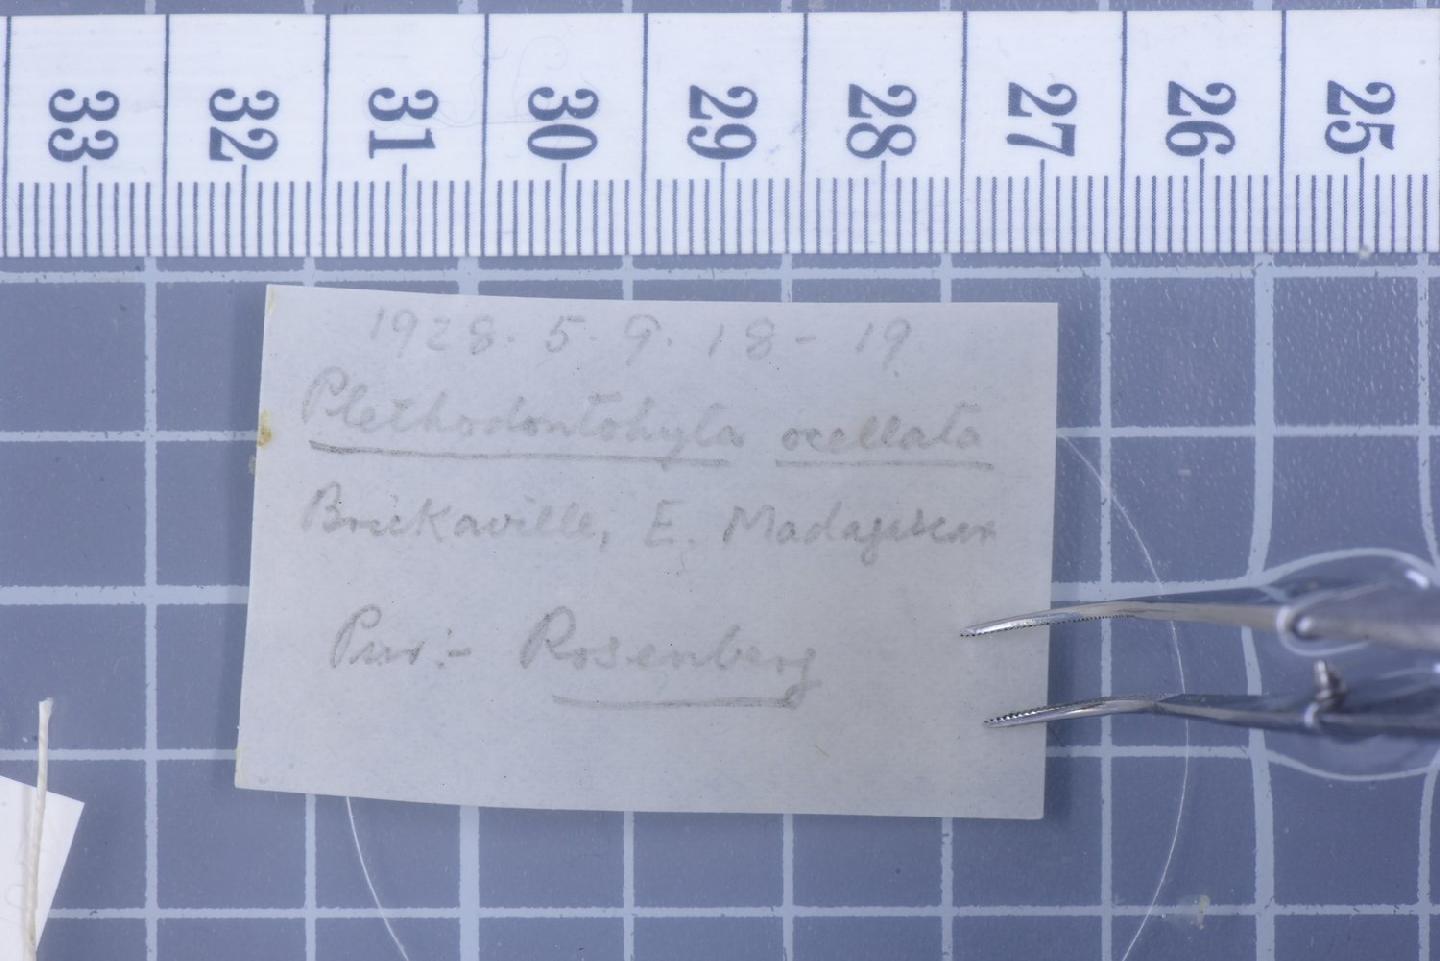 33 32 31 30 29 28 27 26 25
1928. 5. 9. 18 - 19
Plethodontohyla ocellata
Brickaville, E. Madagascar
Pur:- Rosenberg